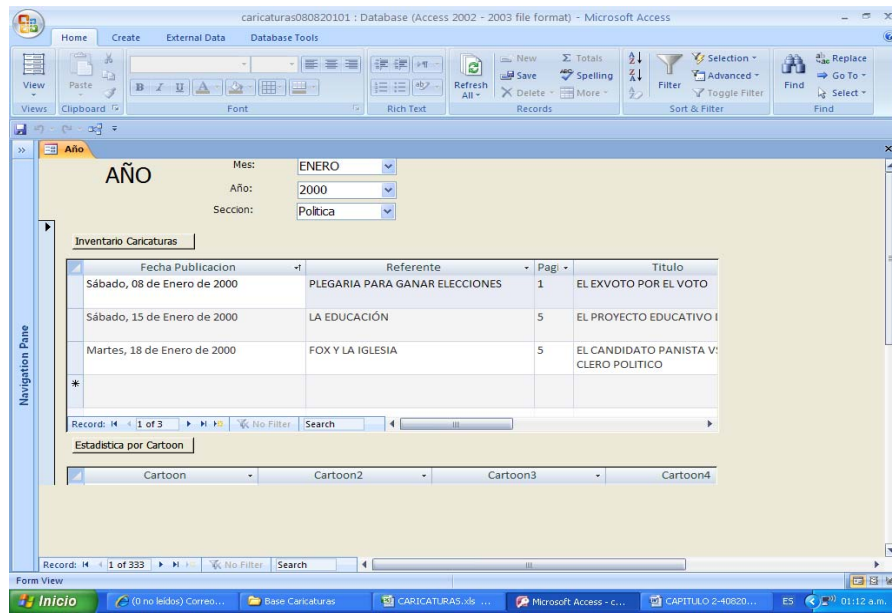 caricaturas080820101 : Database (Access 2002 - 2003 file format) - Microsoft Access
Home Create External Data Database Tools
View Paste B I U A Refresh All New Save Delete Totals Spelling More Filter Selection Advanced Toggle Filter Find Replace Go To Select
Views Clipboard Font Rich Text Records Sort & Filter Find
Año
AÑO
Mes: ENERO
Año: 2000
Seccion: Politica
Inventario Caricaturas
Fecha Publicacion Referente Pagi Titulo
Sábado, 08 de Enero de 2000 PLEGARIA PARA GANAR ELECCIONES 1 EL EXVOTO POR EL VOTO
Sábado, 15 de Enero de 2000 LA EDUCACIÓN 5 EL PROYECTO EDUCATIVO
Martes, 18 de Enero de 2000 FOX Y LA IGLESIA 5 EL CANDIDATO PANISTA VS
CLERO POLITICO
Navigation Pane
Record: 1 of 3 No Filter Search
Estadistica por Cartoon
Cartoon Cartoon2 Cartoon3 Cartoon4
Record: 1 of 333 No Filter Search
Form View
Inicio (0 no leídos) Correo... Base Caricaturas CARICATURAS.xls ... Microsoft Access - c... CAPITULO 2-40820... ES 01:12 a.m.